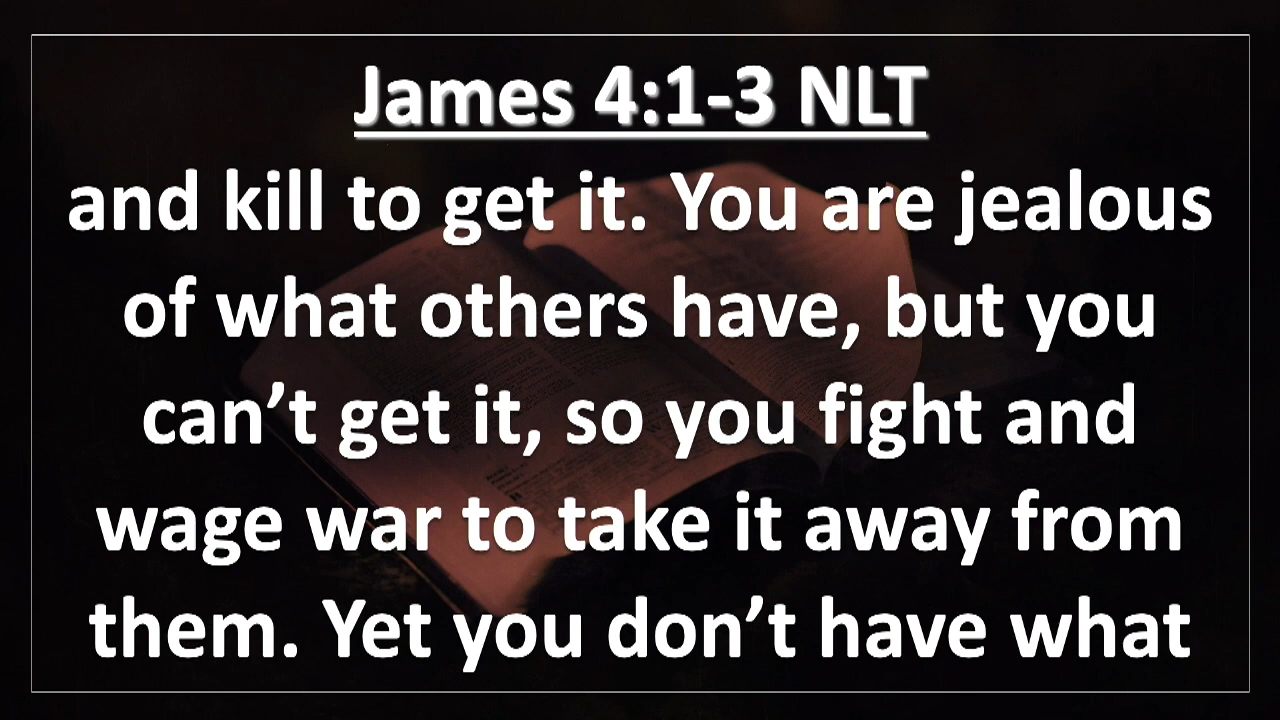 James 4:1-3 NLT
and kill to get it. You are jealous
of what others have, but you
can’t get it, so you fight and
wage war to take it away from
them. Yet you don’t have what